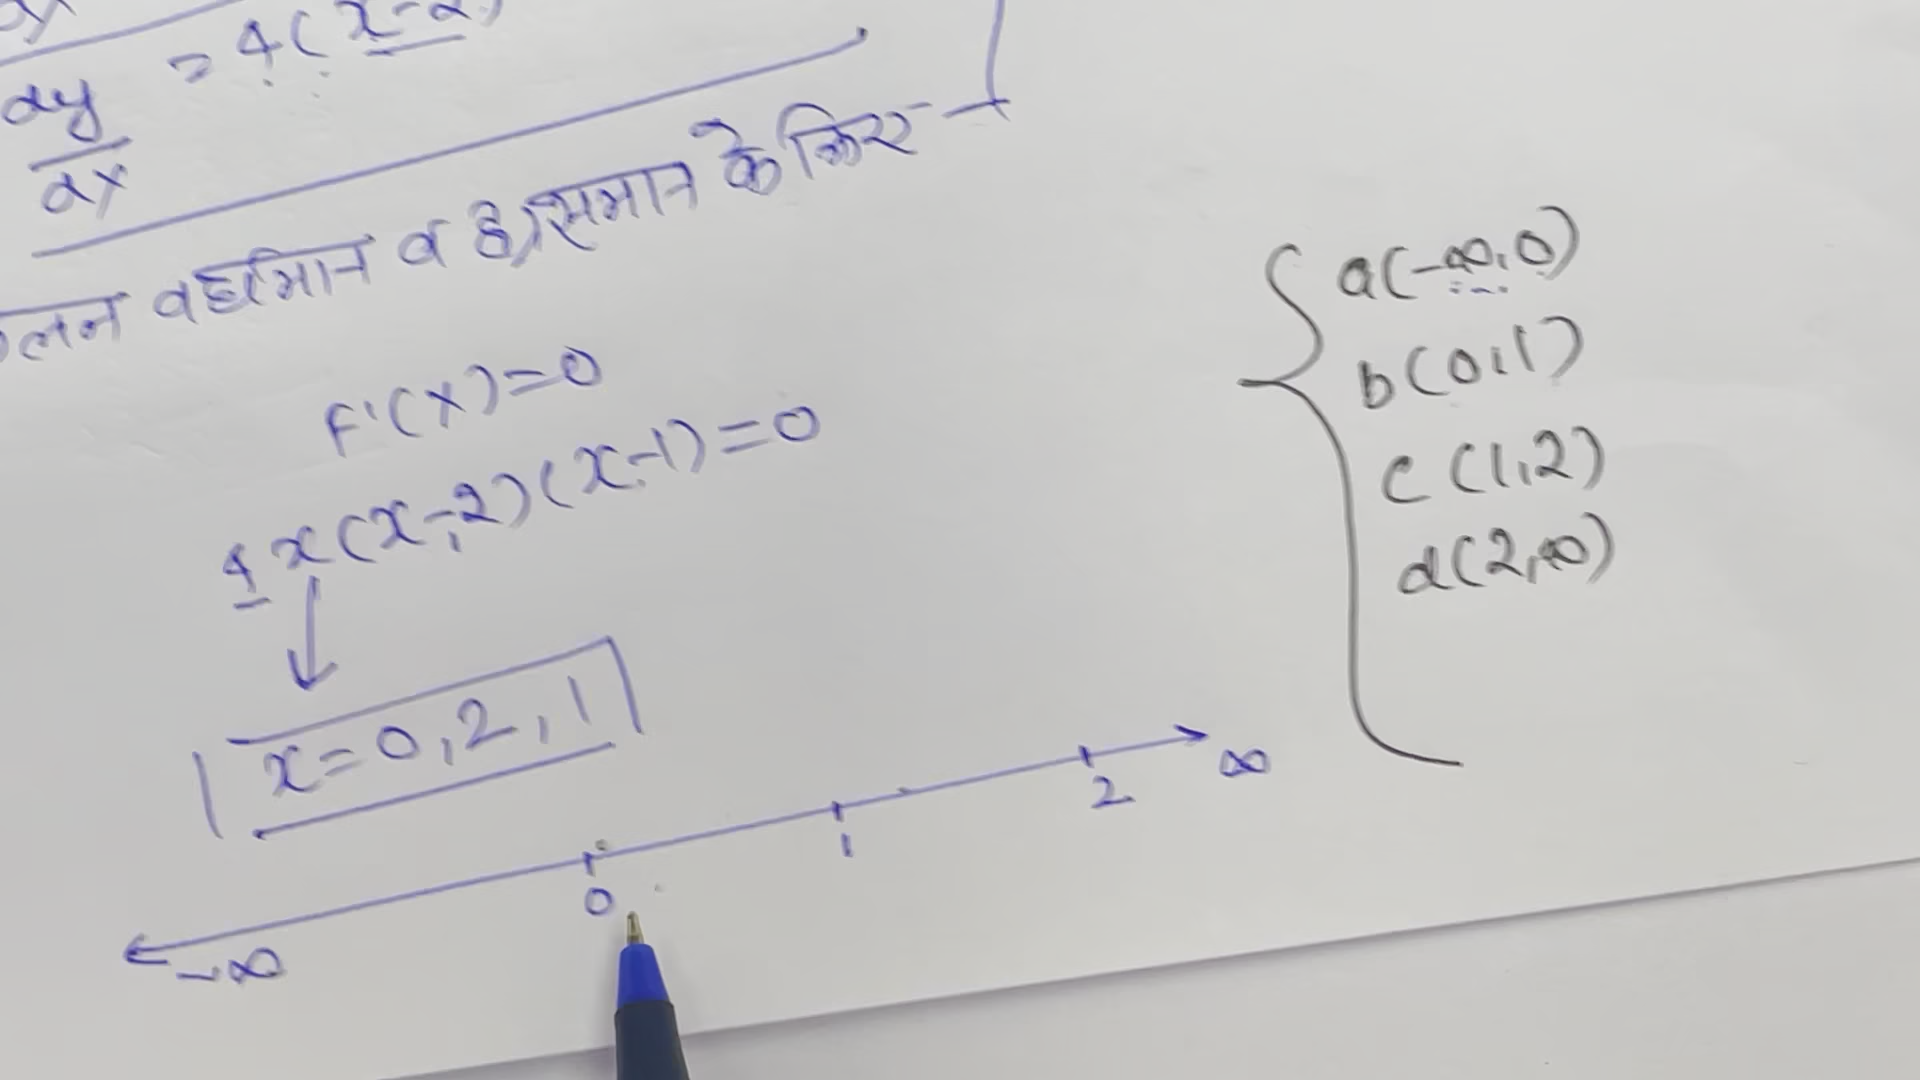 dy/dx = 4(x-2)
फलन वर्धमान व ह्रासमान के लिए -
F'(x)=0
4x(x-2)(x-1)=0
x=0,2,1
-∞ 0 1 2 ∞
a(-∞,0)
b(0,1)
c(1,2)
d(2,∞)